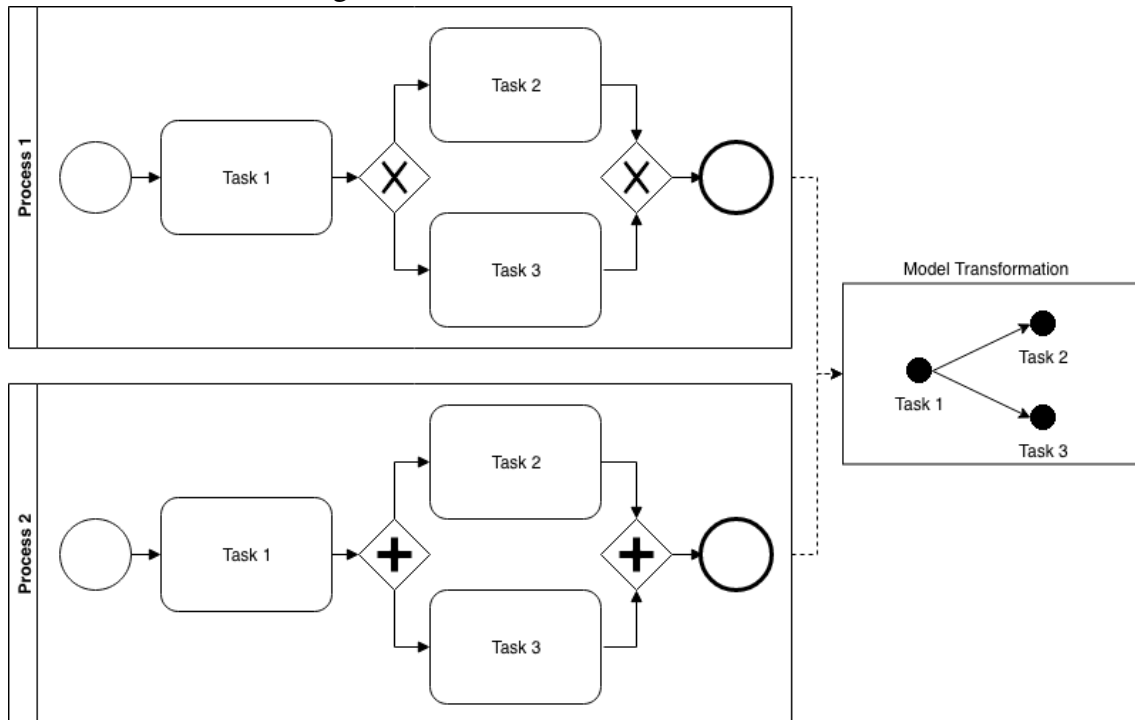 Process 1
Task 1
Task 2
Task 3
Process 2
Task 1
Task 2
Task 3
Model Transformation
Task 1
Task 2
Task 3